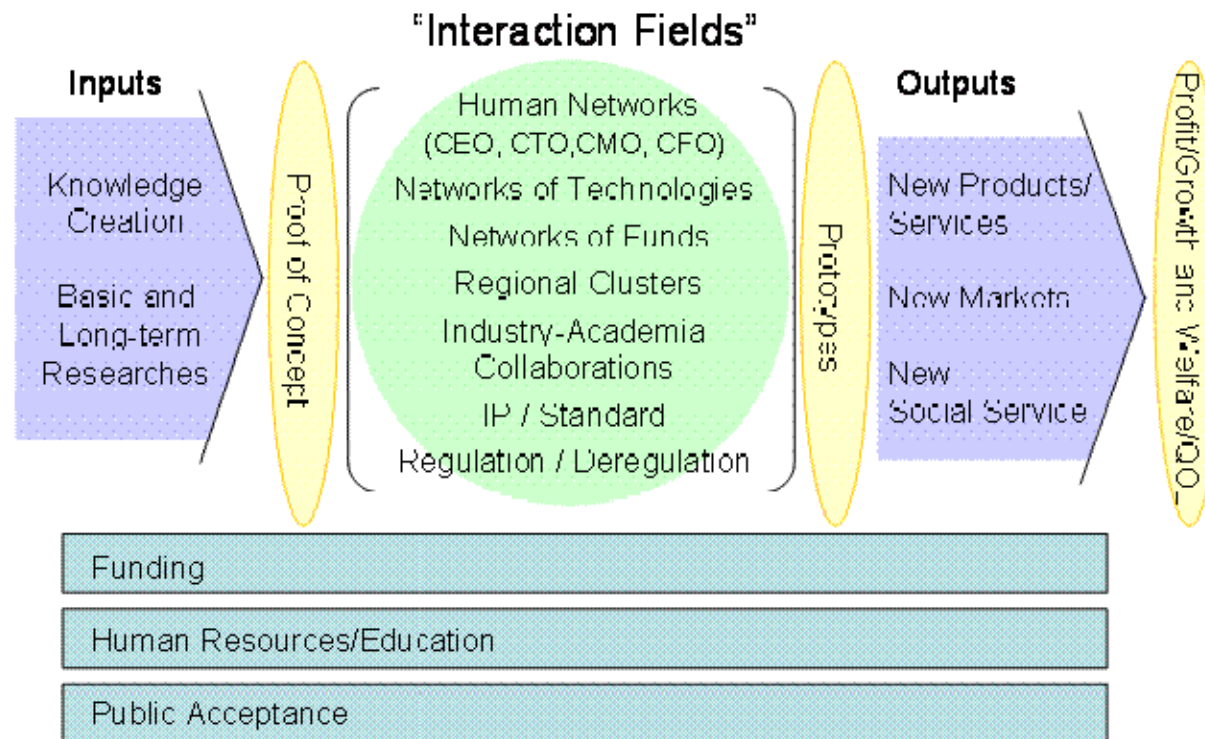 “Interaction Fields”
Inputs
Knowledge
Creation
Basic and
Long-term
Researches
Proof of Concept
Human Networks
(CEO, CTO,CMO, CFO)
Networks of Technologies
Networks of Funds
Regional Clusters
Industry-Academia
Collaborations
IP / Standard
Regulation / Deregulation
Prototypes
Outputs
New Products/
Services
New Markets
New
Social Service
Profit/Growth and Welfare/
Funding
Human Resources/Education
Public Acceptance